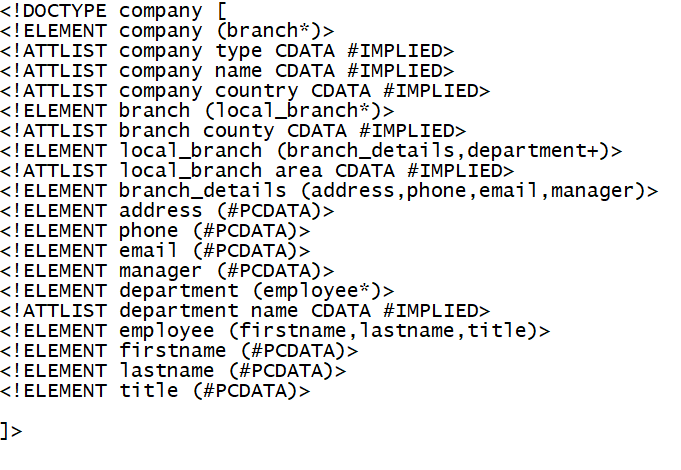 <!DOCTYPE company [
<!ELEMENT company (branch*)>
<!ATTLIST company type CDATA #IMPLIED>
<!ATTLIST company name CDATA #IMPLIED>
<!ATTLIST company country CDATA #IMPLIED>
<!ELEMENT branch (local_branch*)>
<!ATTLIST branch county CDATA #IMPLIED>
<!ELEMENT local_branch (branch_details,department+)>
<!ATTLIST local_branch area CDATA #IMPLIED>
<!ELEMENT branch_details (address,phone,email,manager)>
<!ELEMENT address (#PCDATA)>
<!ELEMENT phone (#PCDATA)>
<!ELEMENT email (#PCDATA)>
<!ELEMENT manager (#PCDATA)>
<!ELEMENT department (employee*)>
<!ATTLIST department name CDATA #IMPLIED>
<!ELEMENT employee (firstname,lastname,title)>
<!ELEMENT firstname (#PCDATA)>
<!ELEMENT lastname (#PCDATA)>
<!ELEMENT title (#PCDATA)>
]>